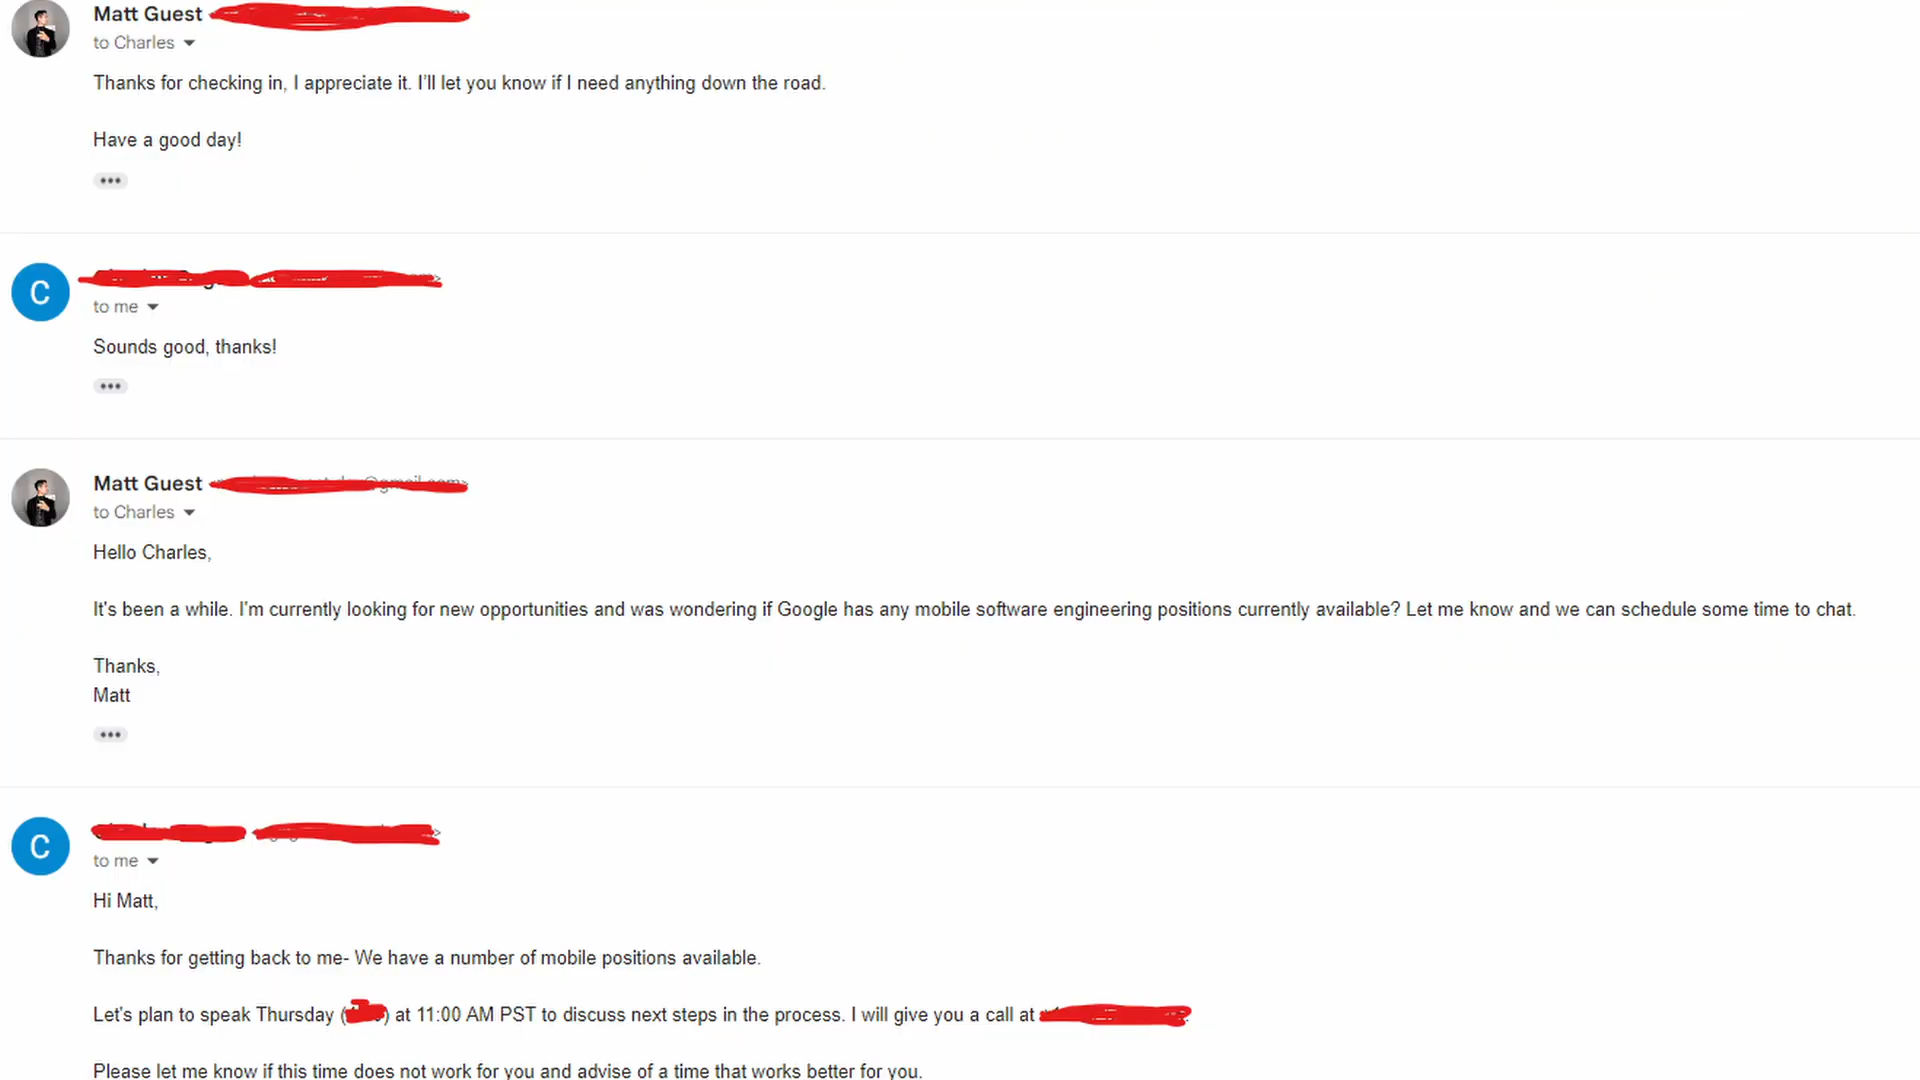 Matt Guest
to Charles
Thanks for checking in, I appreciate it. I'll let you know if I need anything down the road.
Have a good day!
C
to me
Sounds good, thanks!
Matt Guest
to Charles
Hello Charles,
It's been a while. I'm currently looking for new opportunities and was wondering if Google has any mobile software engineering positions currently available? Let me know and we can schedule some time to chat.
Thanks,
Matt
C
to me
Hi Matt,
Thanks for getting back to me- We have a number of mobile positions available.
Let's plan to speak Thursday ( ) at 11:00 AM PST to discuss next steps in the process. I will give you a call at
Please let me know if this time does not work for you and advise of a time that works better for you.